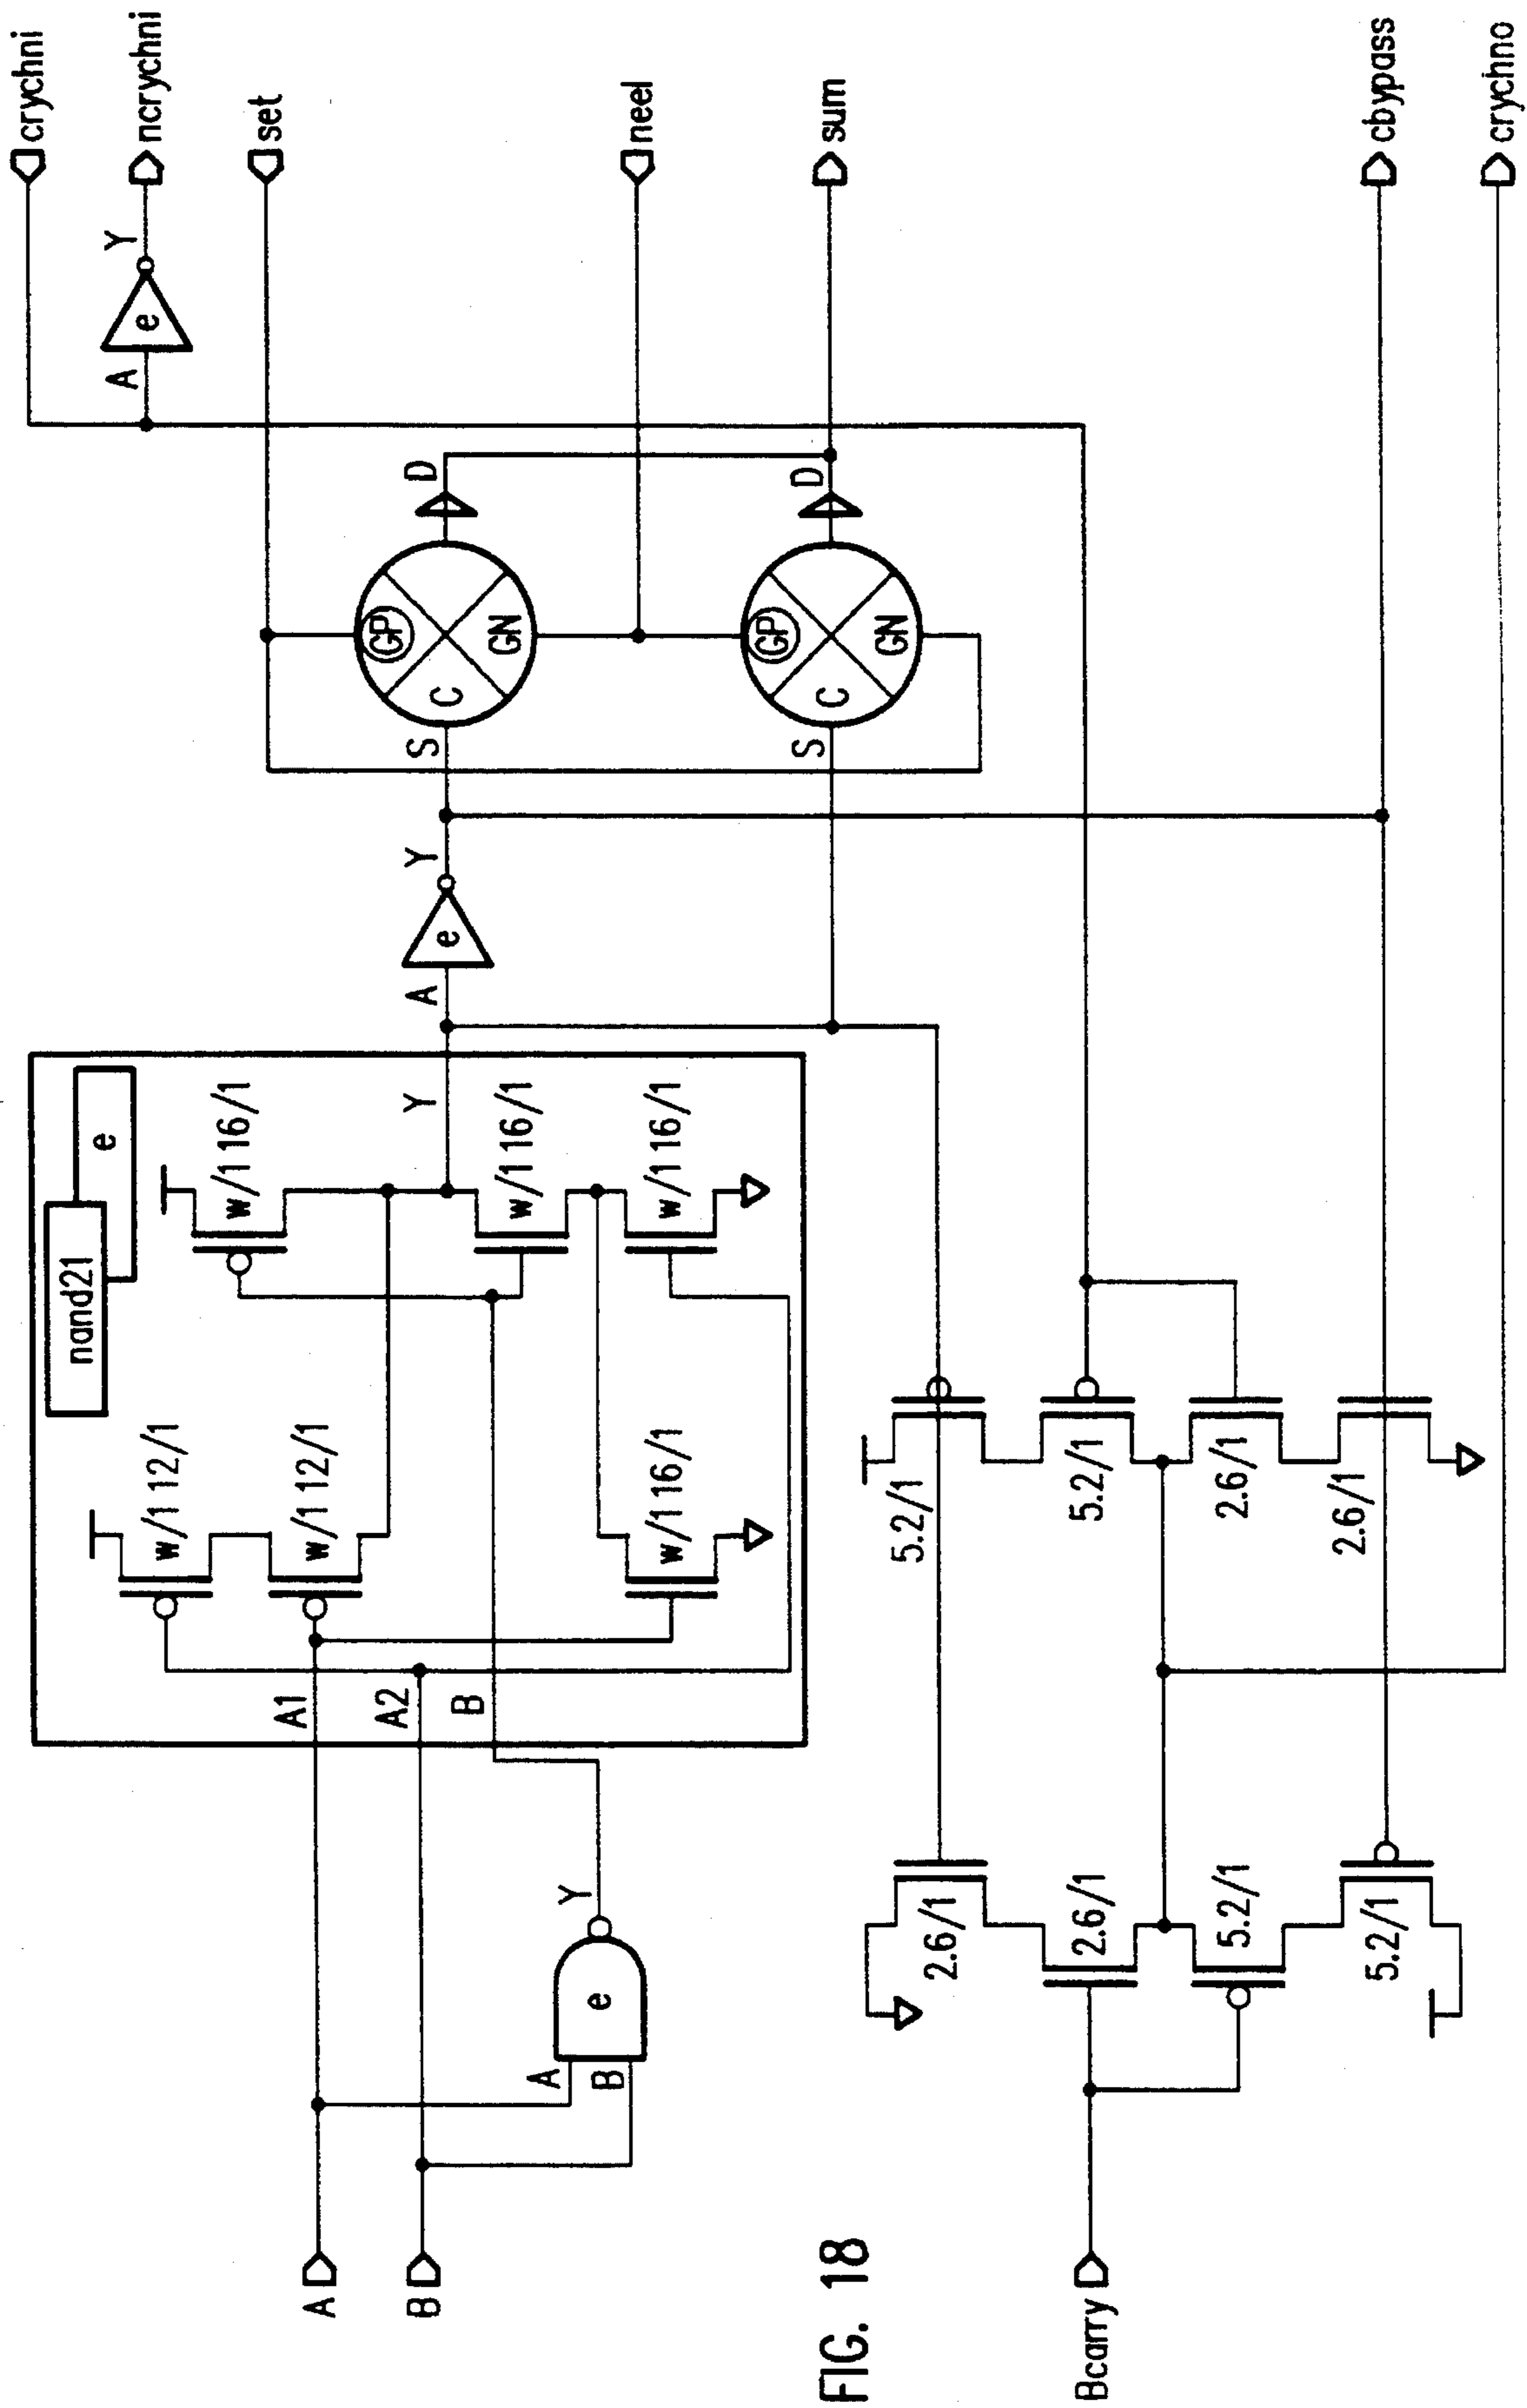 crychni
ncrychni
set
neel
sum
cbypass
crychno
Y
e
A
D
D
GP
GN
C
S
GP
GN
C
S
Y
e
A
nand21
e
w/1 16/1
Y
w/1 16/1
w/1 16/1
w/1 12/1
w/1 12/1
w/1 16/1
A1
A2
B
5.2/1
5.2/1
2.6/1
2.6/1
Y
e
A
B
2.6/1
2.6/1
5.2/1
5.2/1
A
B
Bcarry
FIG. 18